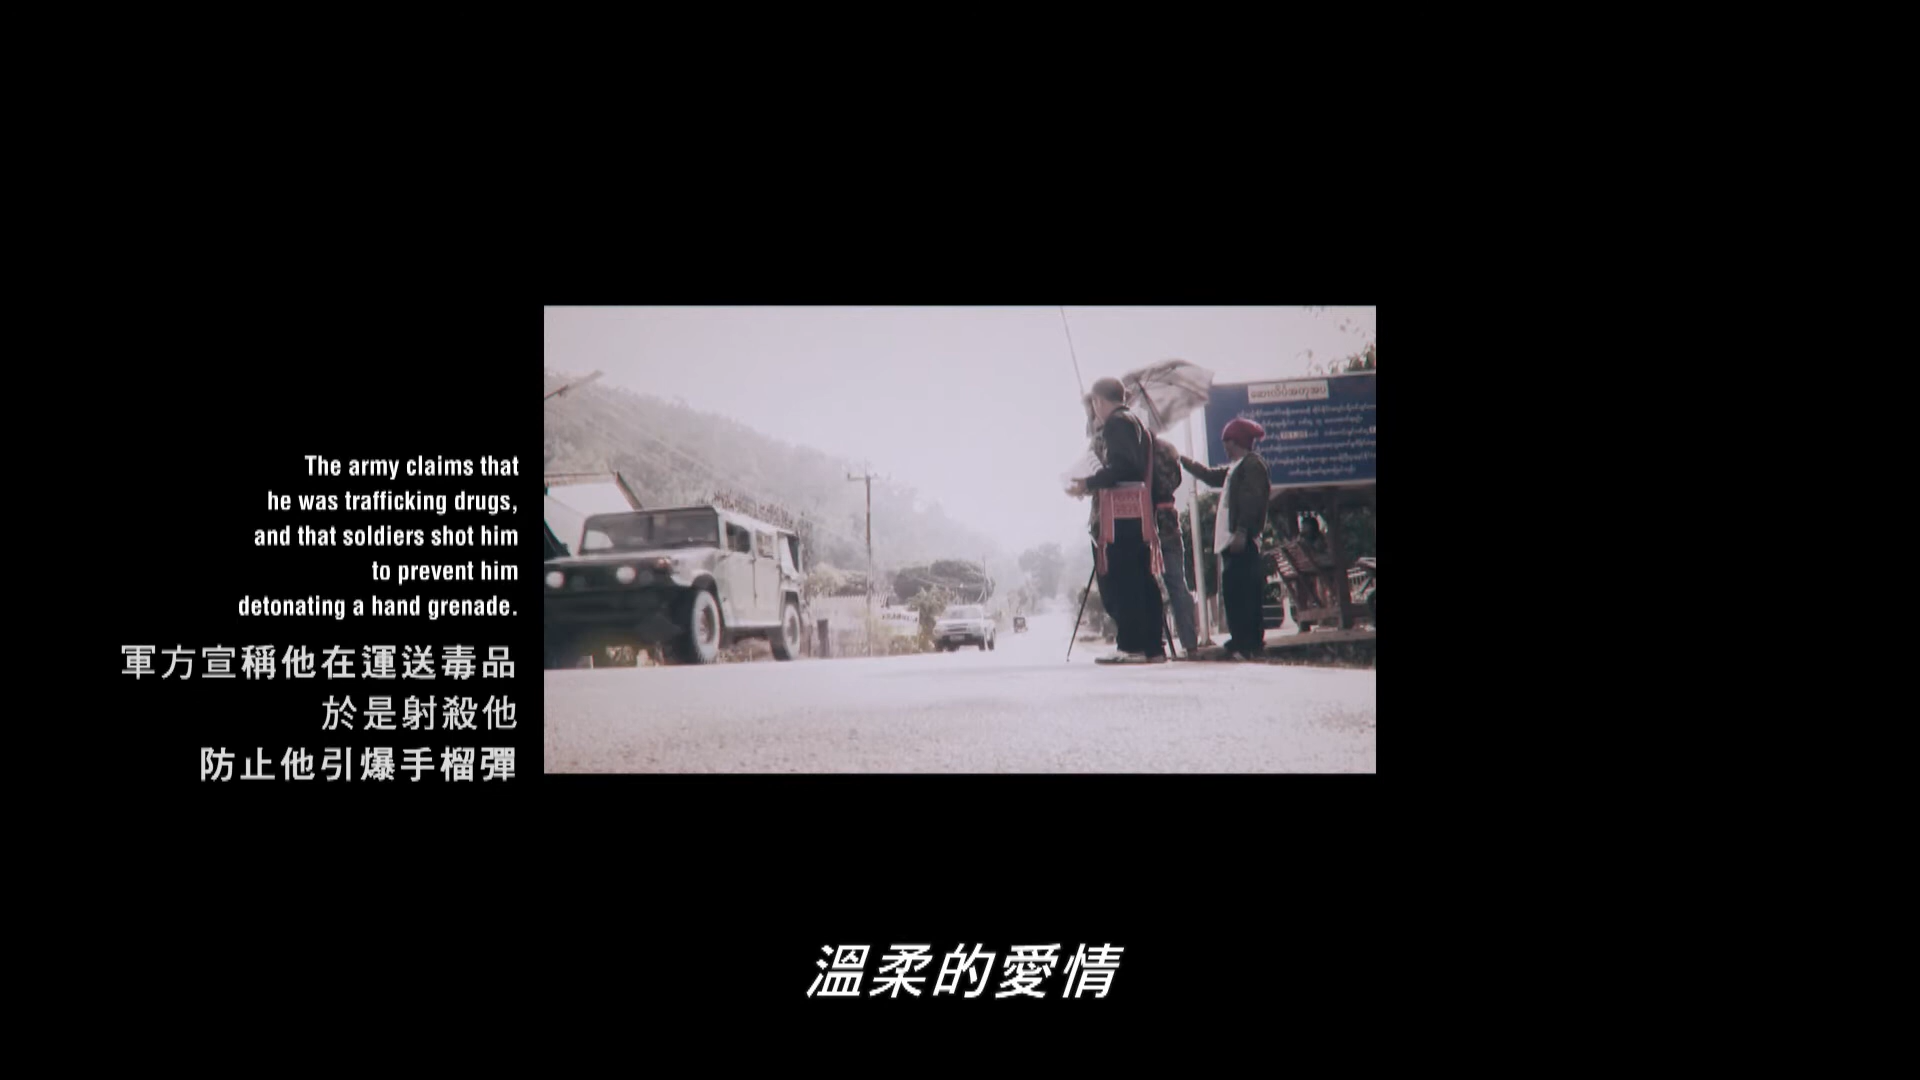 The army claims that
he was trafficking drugs,
and that soldiers shot him
to prevent him
detonating a hand grenade.
軍方宣稱他在運送毒品
於是射殺他
防止他引爆手榴彈
溫柔的愛情